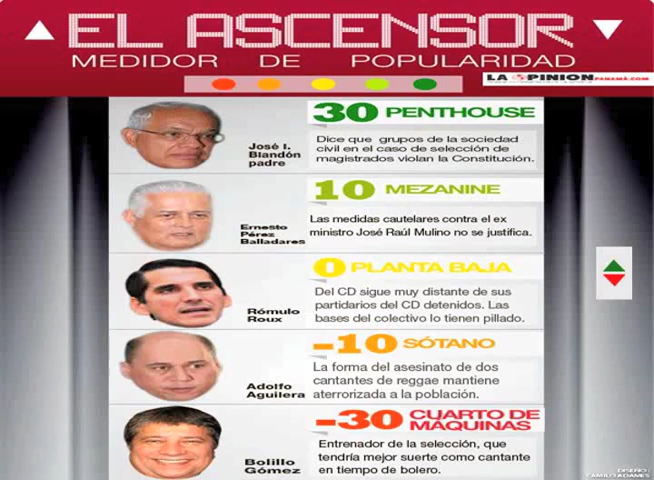 EL ASCENSOR
MEDIDOR DE POPULARIDAD
LA OPINION PANAMÁ.COM
30 PENTHOUSE
José I.
Blandón
padre
Dice que grupos de la sociedad
civil en el caso de selección de
magistrados violan la Constitución.
10 MEZANINE
Ernesto
Pérez
Balladares
Las medidas cautelares contra el ex
ministro José Raúl Mulino no se justifica.
0 PLANTA BAJA
Rómulo
Roux
Del CD sigue muy distante de sus
partidarios del CD detenidos. Las
bases del colectivo lo tienen pillado.
-10 SÓTANO
Adolfo
Aguilera
La forma del asesinato de dos
cantantes de reggae mantiene
aterrorizada a la población.
-30 CUARTO DE
MAQUINAS
Bolillo
Gómez
Entrenador de la selección, que
tendría mejor suerte como cantante
en tiempo de bolero.
DISEÑO:
CAMILO ADAMES